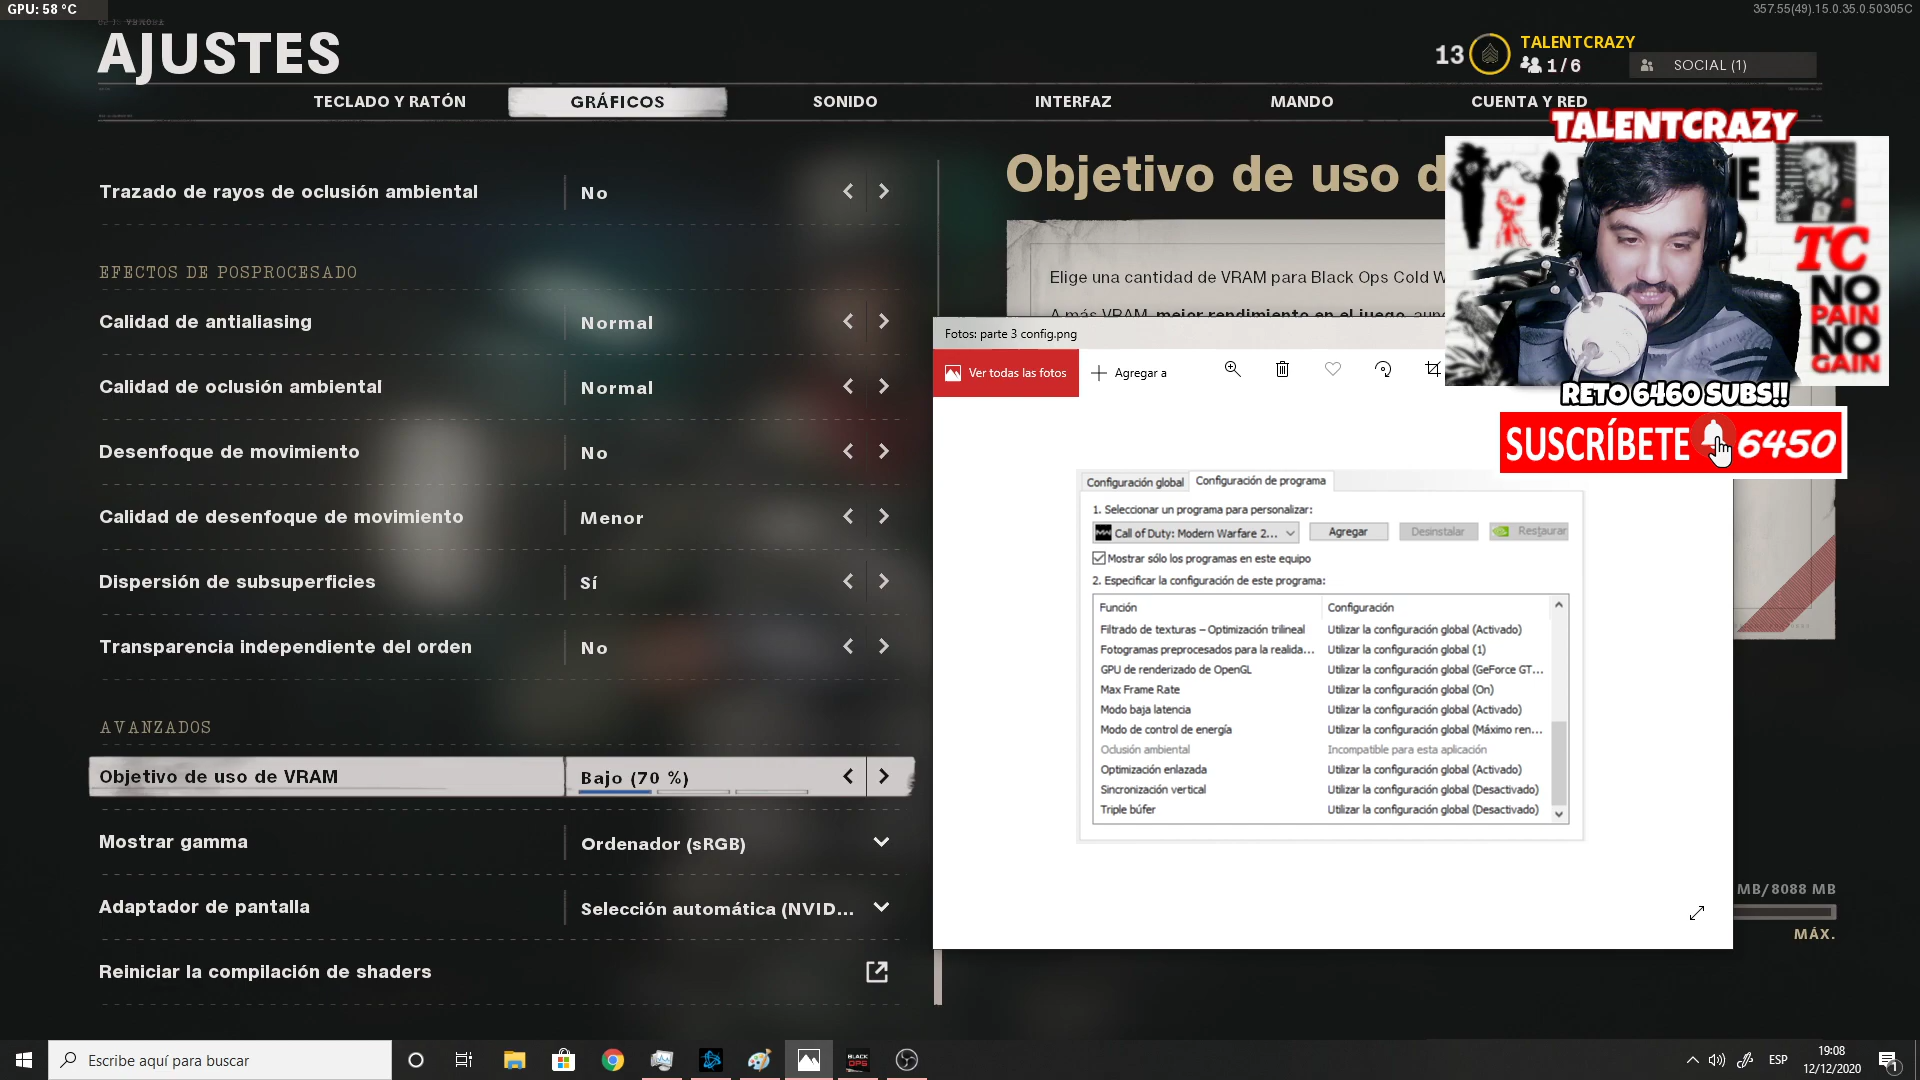 GPU: 58 °C
357.55(49).15.0.35.0.50305C
AJUSTES
13
TALENTCRAZY
1 / 6
SOCIAL (1)
TECLADO Y RATÓN
GRÁFICOS
SONIDO
INTERFAZ
MANDO
CUENTA Y RED
Trazado de rayos de oclusión ambiental
No
EFECTOS DE POSPROCESADO
Calidad de antialiasing
Normal
Calidad de oclusión ambiental
Normal
Desenfoque de movimiento
No
Calidad de desenfoque de movimiento
Menor
Dispersión de subsuperficies
Sí
Transparencia independiente del orden
No
AVANZADOS
Objetivo de uso de VRAM
Bajo (70 %)
Mostrar gamma
Ordenador (sRGB)
Adaptador de pantalla
Selección automática (NVID...
Reiniciar la compilación de shaders
Objetivo de uso d
Elige una cantidad de VRAM para Black Ops Cold W
A más VRAM, mejor rendimiento en el juego, aun
TALENTCRAZY
TC
NO
PAIN
NO
GAIN
RETO 6460 SUBS!!
SUSCRÍBETE 6450
Fotos: parte 3 config.png
Ver todas las fotos
Agregar a
Configuración global
Configuración de programa
1. Seleccionar un programa para personalizar:
Call of Duty: Modern Warfare 2...
Agregar
Desinstalar
Restaurar
Mostrar sólo los programas en este equipo
2. Especificar la configuración de este programa:
Función
Configuración
Filtrado de texturas – Optimización trilineal
Utilizar la configuración global (Activado)
Fotogramas preprocesados para la realida...
Utilizar la configuración global (1)
GPU de renderizado de OpenGL
Utilizar la configuración global (GeForce GT...
Max Frame Rate
Utilizar la configuración global (On)
Modo baja latencia
Utilizar la configuración global (Activado)
Modo de control de energía
Utilizar la configuración global (Máximo ren...
Oclusión ambiental
Incompatible para esta aplicación
Optimización enlazada
Utilizar la configuración global (Activado)
Sincronización vertical
Utilizar la configuración global (Desactivado)
Triple búfer
Utilizar la configuración global (Desactivado)
MB/8088 MB
MÁX.
Escribe aquí para buscar
BLACK
OPS
ESP
19:08
12/12/2020
1